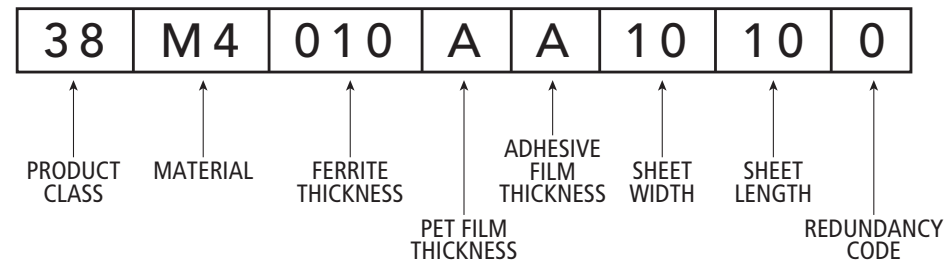 38 M4 010 A A 10 10 0
PRODUCT
CLASS
MATERIAL
FERRITE
THICKNESS
PET FILM
THICKNESS
ADHESIVE
FILM
THICKNESS
SHEET
WIDTH
SHEET
LENGTH
REDUNDANCY
CODE